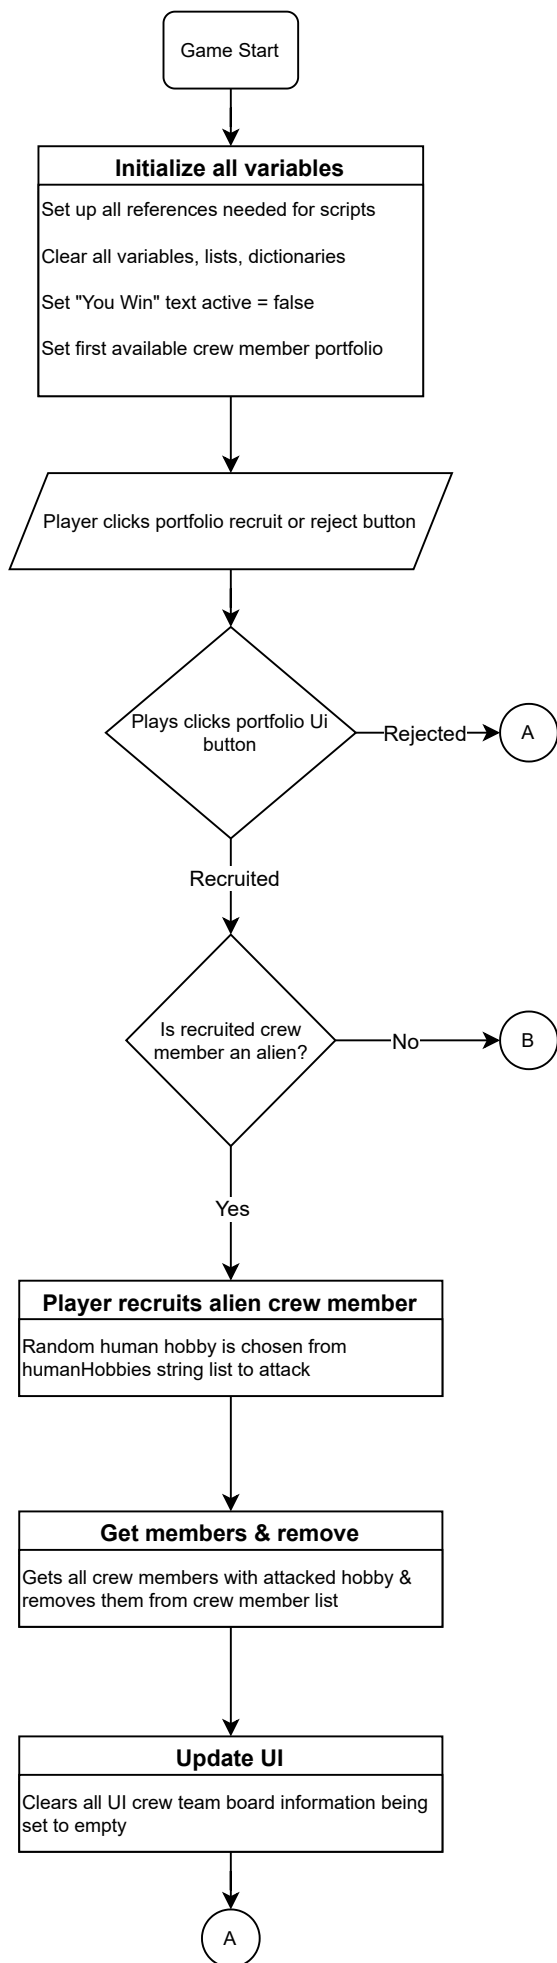 Game Start
Initialize all variables
Set up all references needed for scripts
Clear all variables, lists, dictionaries
Set "You Win" text active = false
Set first available crew member portfolio
Player clicks portfolio recruit or reject button
Plays clicks portfolio Ui
button
Rejected
A
Recruited
Is recruited crew
member an alien?
No
B
Yes
Player recruits alien crew member
Random human hobby is chosen from
humanHobbies string list to attack
Get members & remove
Gets all crew members with attacked hobby &
removes them from crew member list
Update UI
Clears all UI crew team board information being
set to empty
A